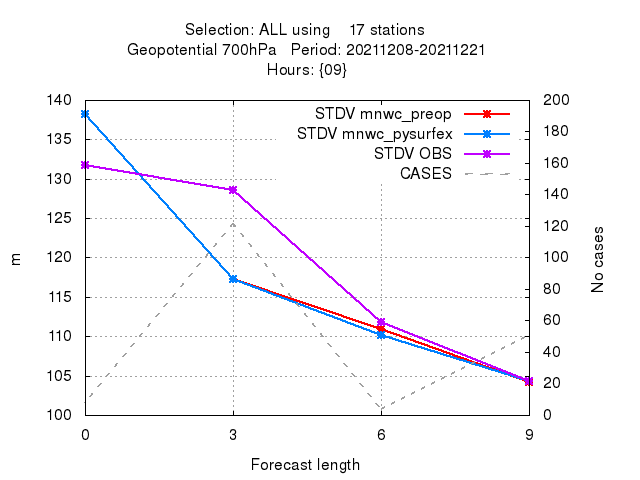 Selection: ALL using    17 stations
Geopotential 700hPa   Period: 20211208-20211221
Hours: {09}
STDV mnwc_preop
STDV mnwc_pysurfex
STDV OBS
CASES
140
135
130
125
120
115
110
105
100
200
180
160
140
120
100
80
60
40
20
0
m
No cases
0 3 6 9
Forecast length